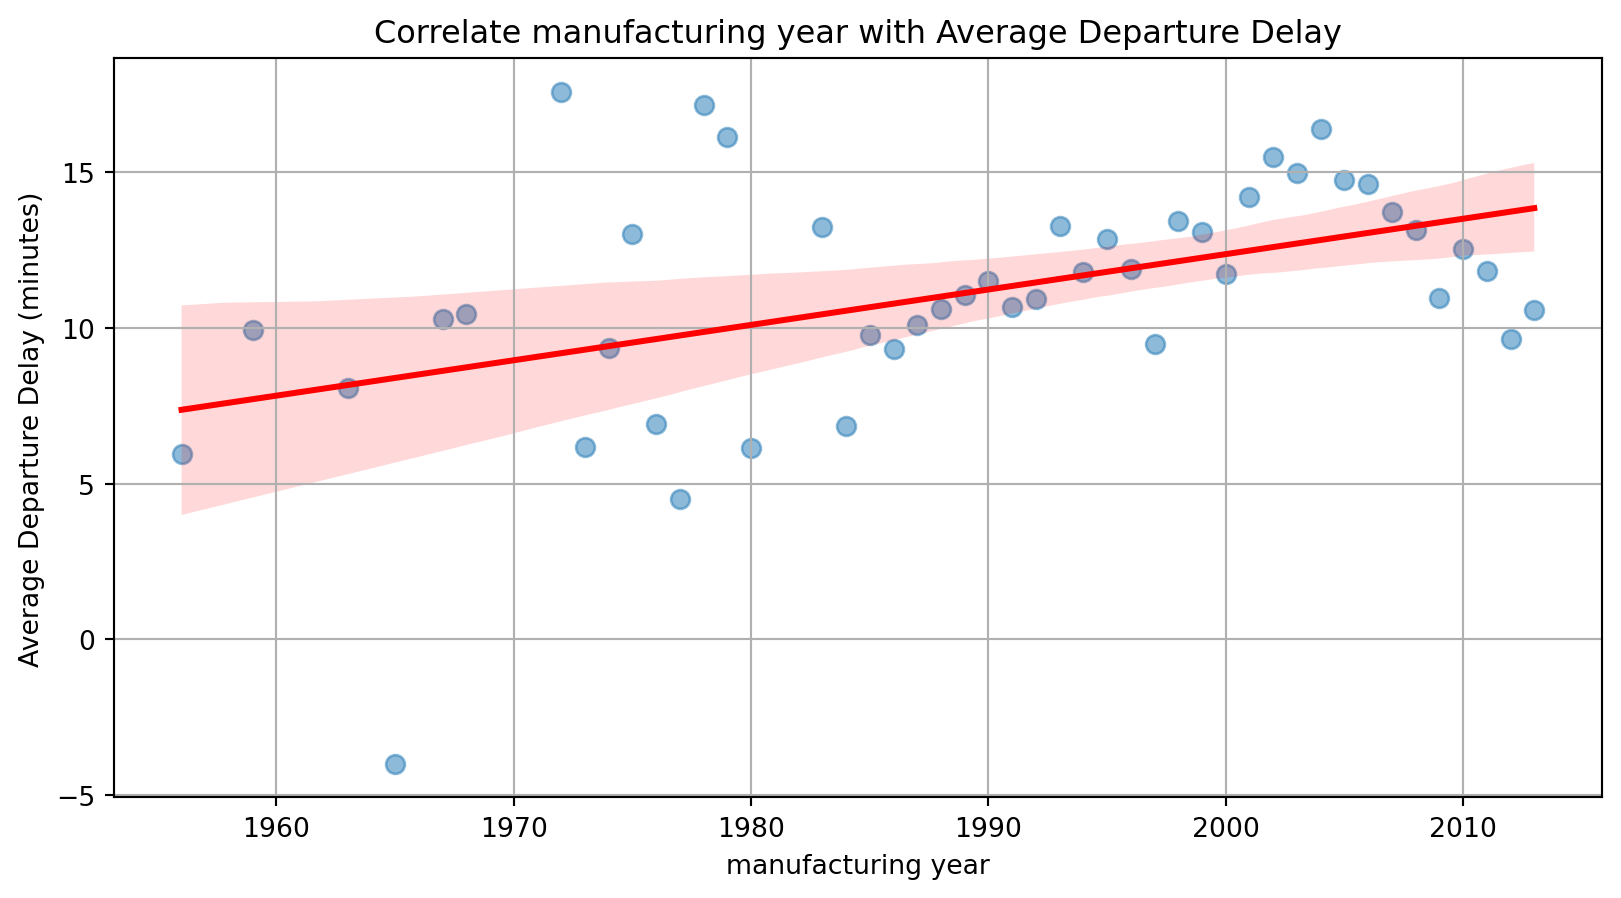 Correlate manufacturing year with Average Departure Delay
Average Departure Delay (minutes)
15
10
5
0
−5
1960 1970 1980 1990 2000 2010
manufacturing year